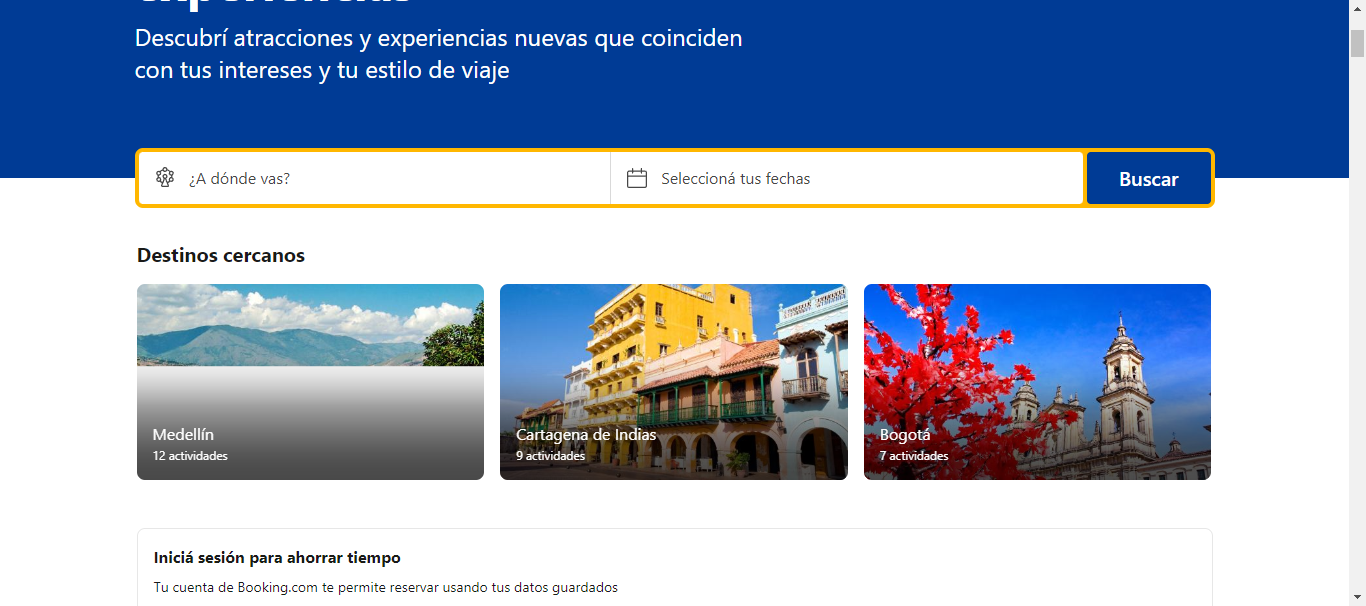 Descubrí atracciones y experiencias nuevas que coinciden
con tus intereses y tu estilo de viaje
¿A dónde vas?
Seleccioná tus fechas
Buscar
Destinos cercanos
Medellín
12 actividades
Cartagena de Indias
9 actividades
Bogotá
7 actividades
Iniciá sesión para ahorrar tiempo
Tu cuenta de Booking.com te permite reservar usando tus datos guardados